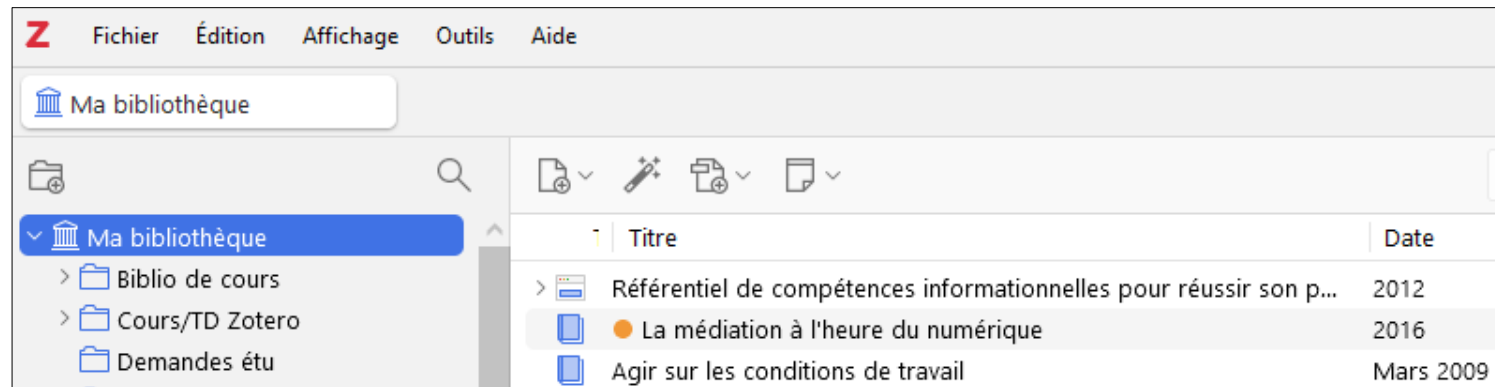 Z Fichier Édition Affichage Outils Aide
Ma bibliothèque
Titre Date
Ma bibliothèque
Biblio de cours
Cours/TD Zotero
Demandes étu
Référentiel de compétences informationnelles pour réussir son p... 2012
La médiation à l'heure du numérique 2016
Agir sur les conditions de travail Mars 2009